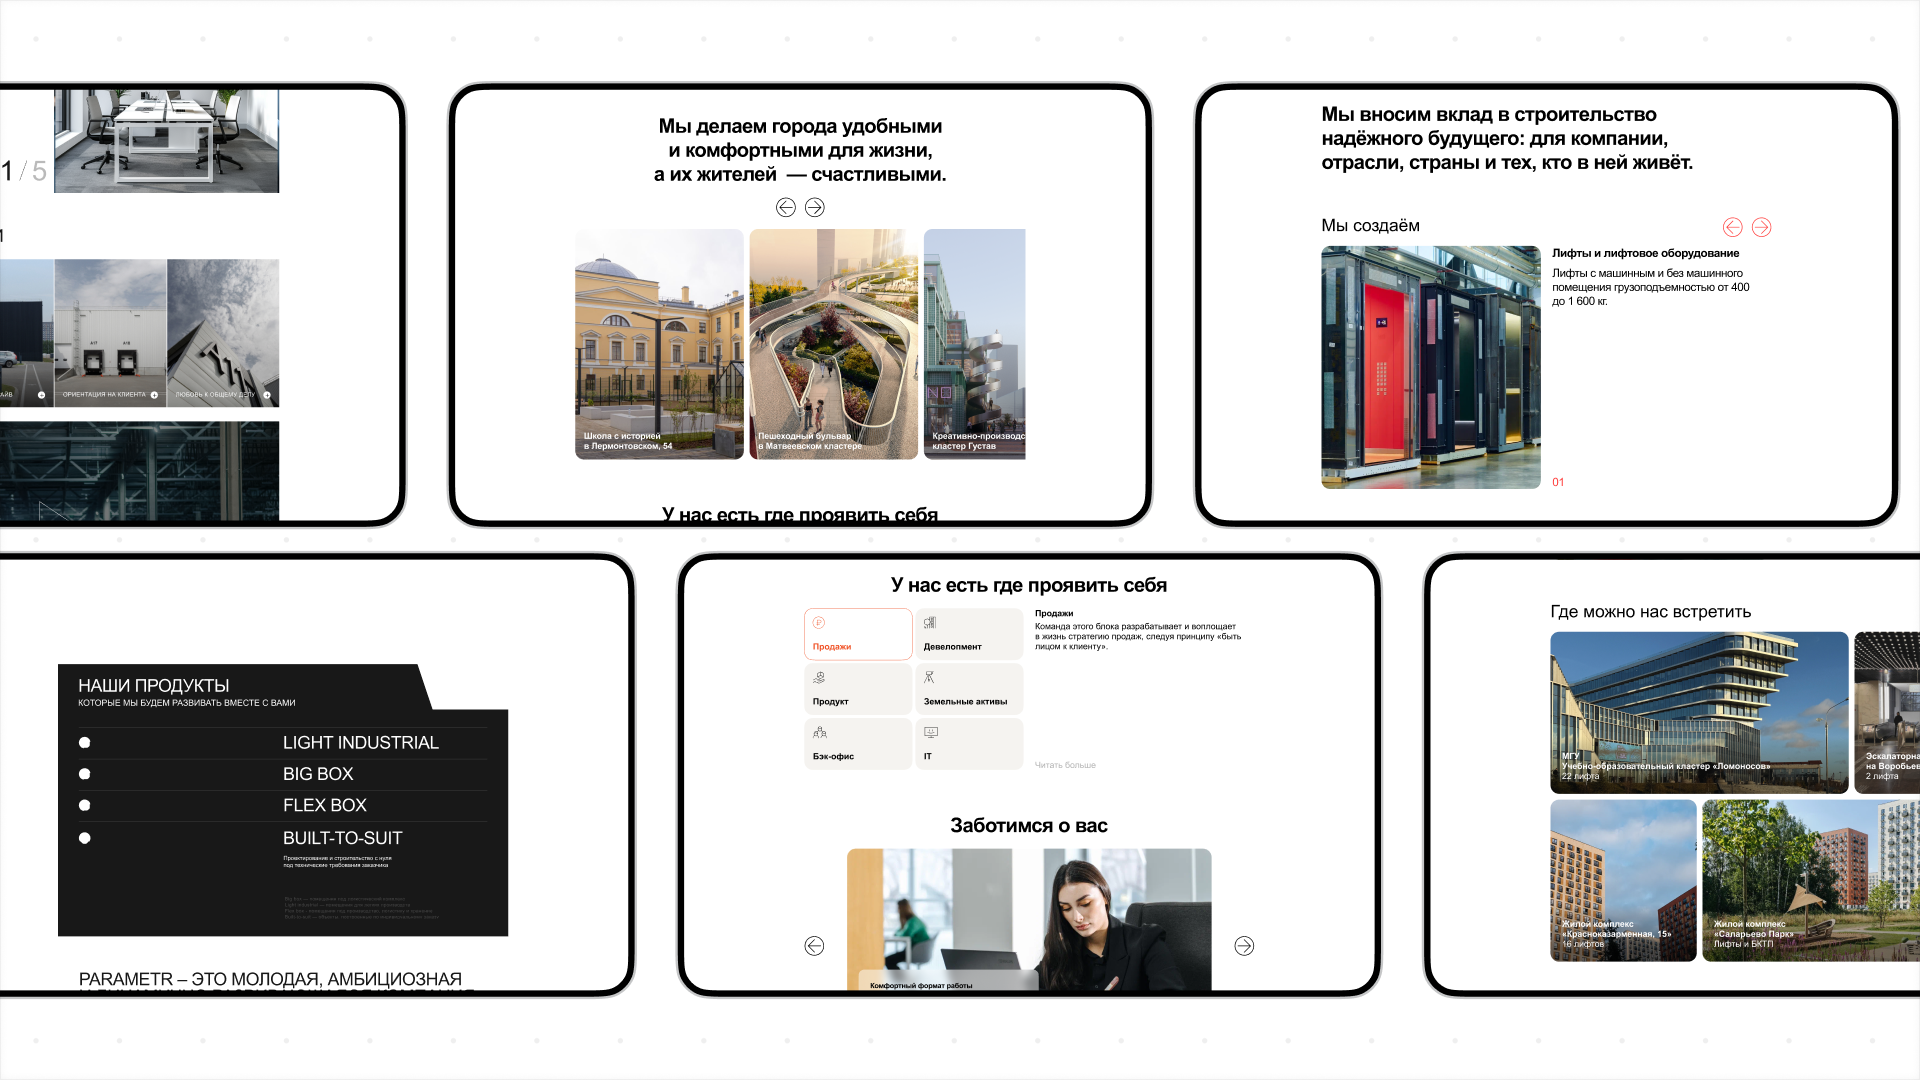 1 / 5
АЙВ
А17 А18
ОРИЕНТАЦИЯ НА КЛИЕНТА
ЛЮБОВЬ К ОБЩЕМУ ДЕЛУ
Мы делаем города удобными
и комфортными для жизни,
а их жителей — счастливыми.
Школа с историей
в Лермонтовском, 54
Пешеходный бульвар
в Матвеевском кластере
Креативно-производс
кластер Густав
У нас есть где проявить себя
Мы вносим вклад в строительство
надёжного будущего: для компании,
отрасли, страны и тех, кто в ней живёт.
Мы создаём
Лифты и лифтовое оборудование
Лифты с машинным и без машинного
помещения грузоподъемностью от 400
до 1 600 кг.
01
НАШИ ПРОДУКТЫ
КОТОРЫЕ МЫ БУДЕМ РАЗВИВАТЬ ВМЕСТЕ С ВАМИ
LIGHT INDUSTRIAL
BIG BOX
FLEX BOX
BUILT-TO-SUIT
Проектирование и строительство с нуля
под технические требования заказчика
PARAMETR – ЭТО МОЛОДАЯ, АМБИЦИОЗНАЯ
У нас есть где проявить себя
Продажи
Девелопмент
Продукт
Земельные активы
Бэк-офис
IT
Продажи
Команда этого блока разрабатывает и воплощает
в жизнь стратегию продаж, следуя принципу «быть
лицом к клиенту».
Читать больше
Заботимся о вас
Комфортный формат работы
Где можно нас встретить
МГУ
Учебно-образовательный кластер «Ломоносов»
22 лифта
Эскалаторна
на Воробьев
2 лифта
Жилой комплекс
«Красноказарменная, 15»
16 лифтов
Жилой комплекс
«Саларьево Парк»
Лифты и БКТП